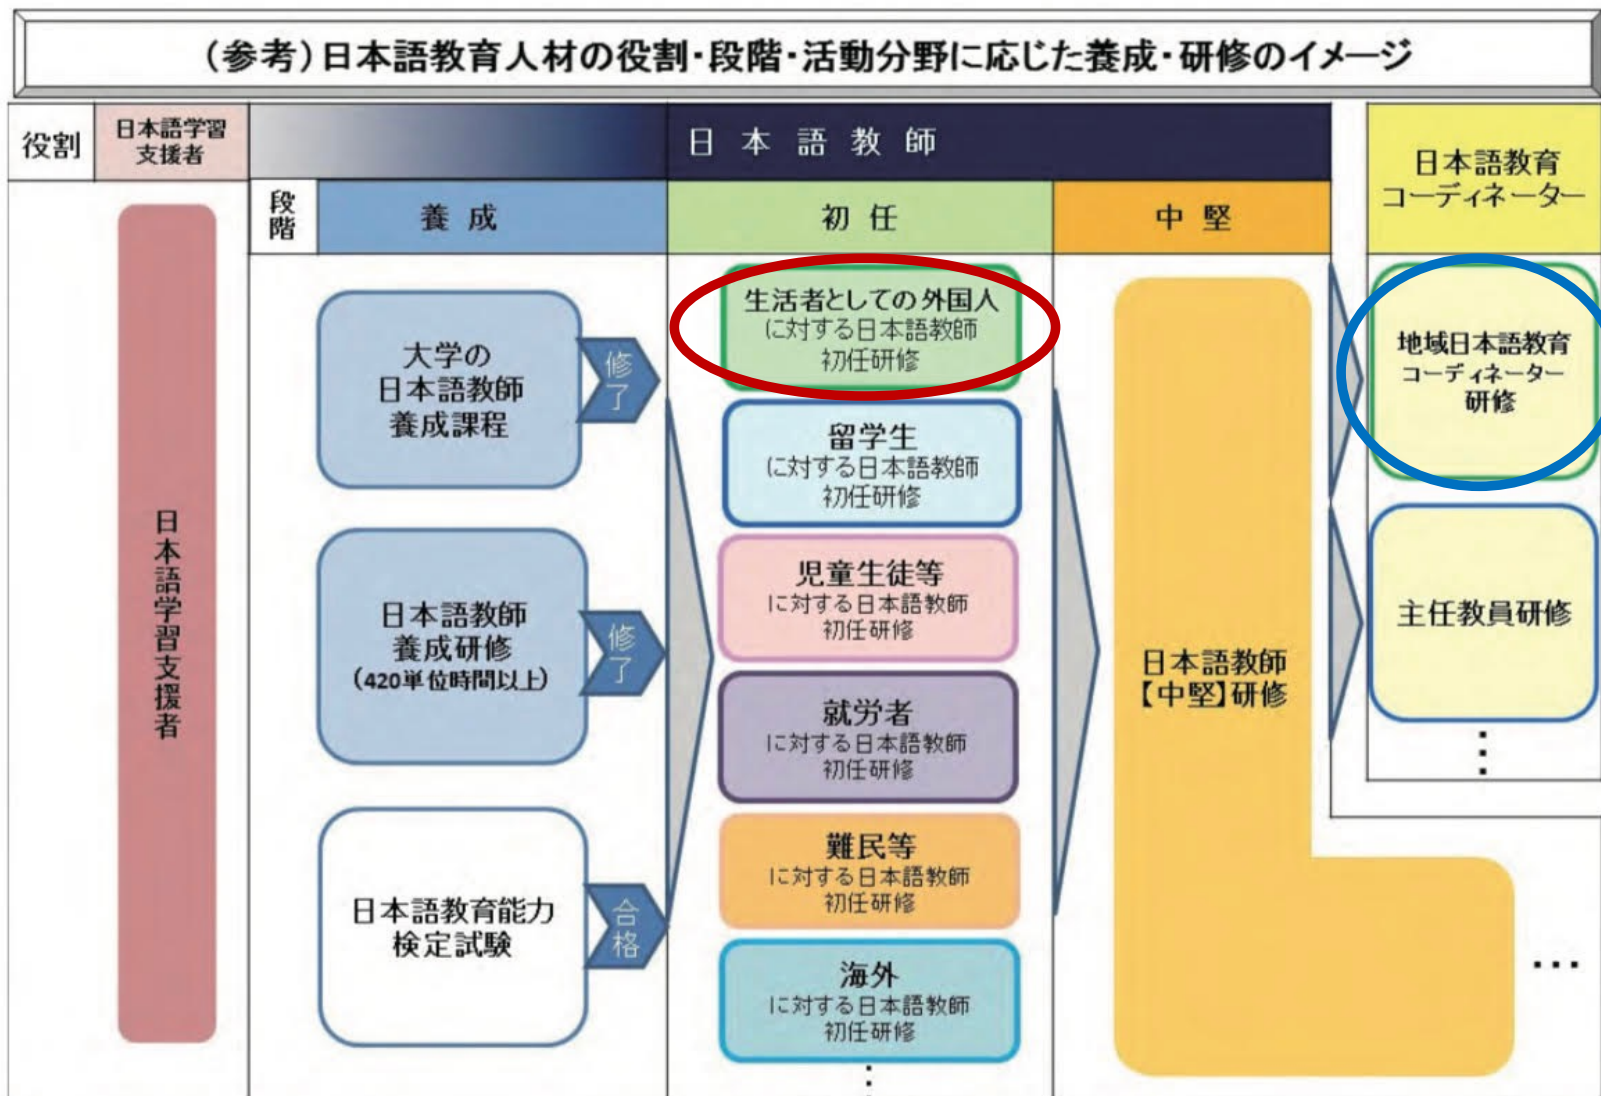 (参考)日本語教育人材の役割・段階・活動分野に応じた養成・研修のイメージ
役割
日本語学習
支援者
日本語教師
日本語教育
コーディネーター
段階
養成
初任
中堅
日本語学習支援者
大学の
日本語教師
養成課程
修了
日本語教師
養成研修
(420単位時間以上)
修了
日本語教育能力
検定試験
合格
生活者としての外国人
に対する日本語教師
初任研修
留学生
に対する日本語教師
初任研修
児童生徒等
に対する日本語教師
初任研修
就労者
に対する日本語教師
初任研修
難民等
に対する日本語教師
初任研修
海外
に対する日本語教師
初任研修
⋮
日本語教師
【中堅】研修
地域日本語教育
コーディネーター
研修
主任教員研修
⋮
…